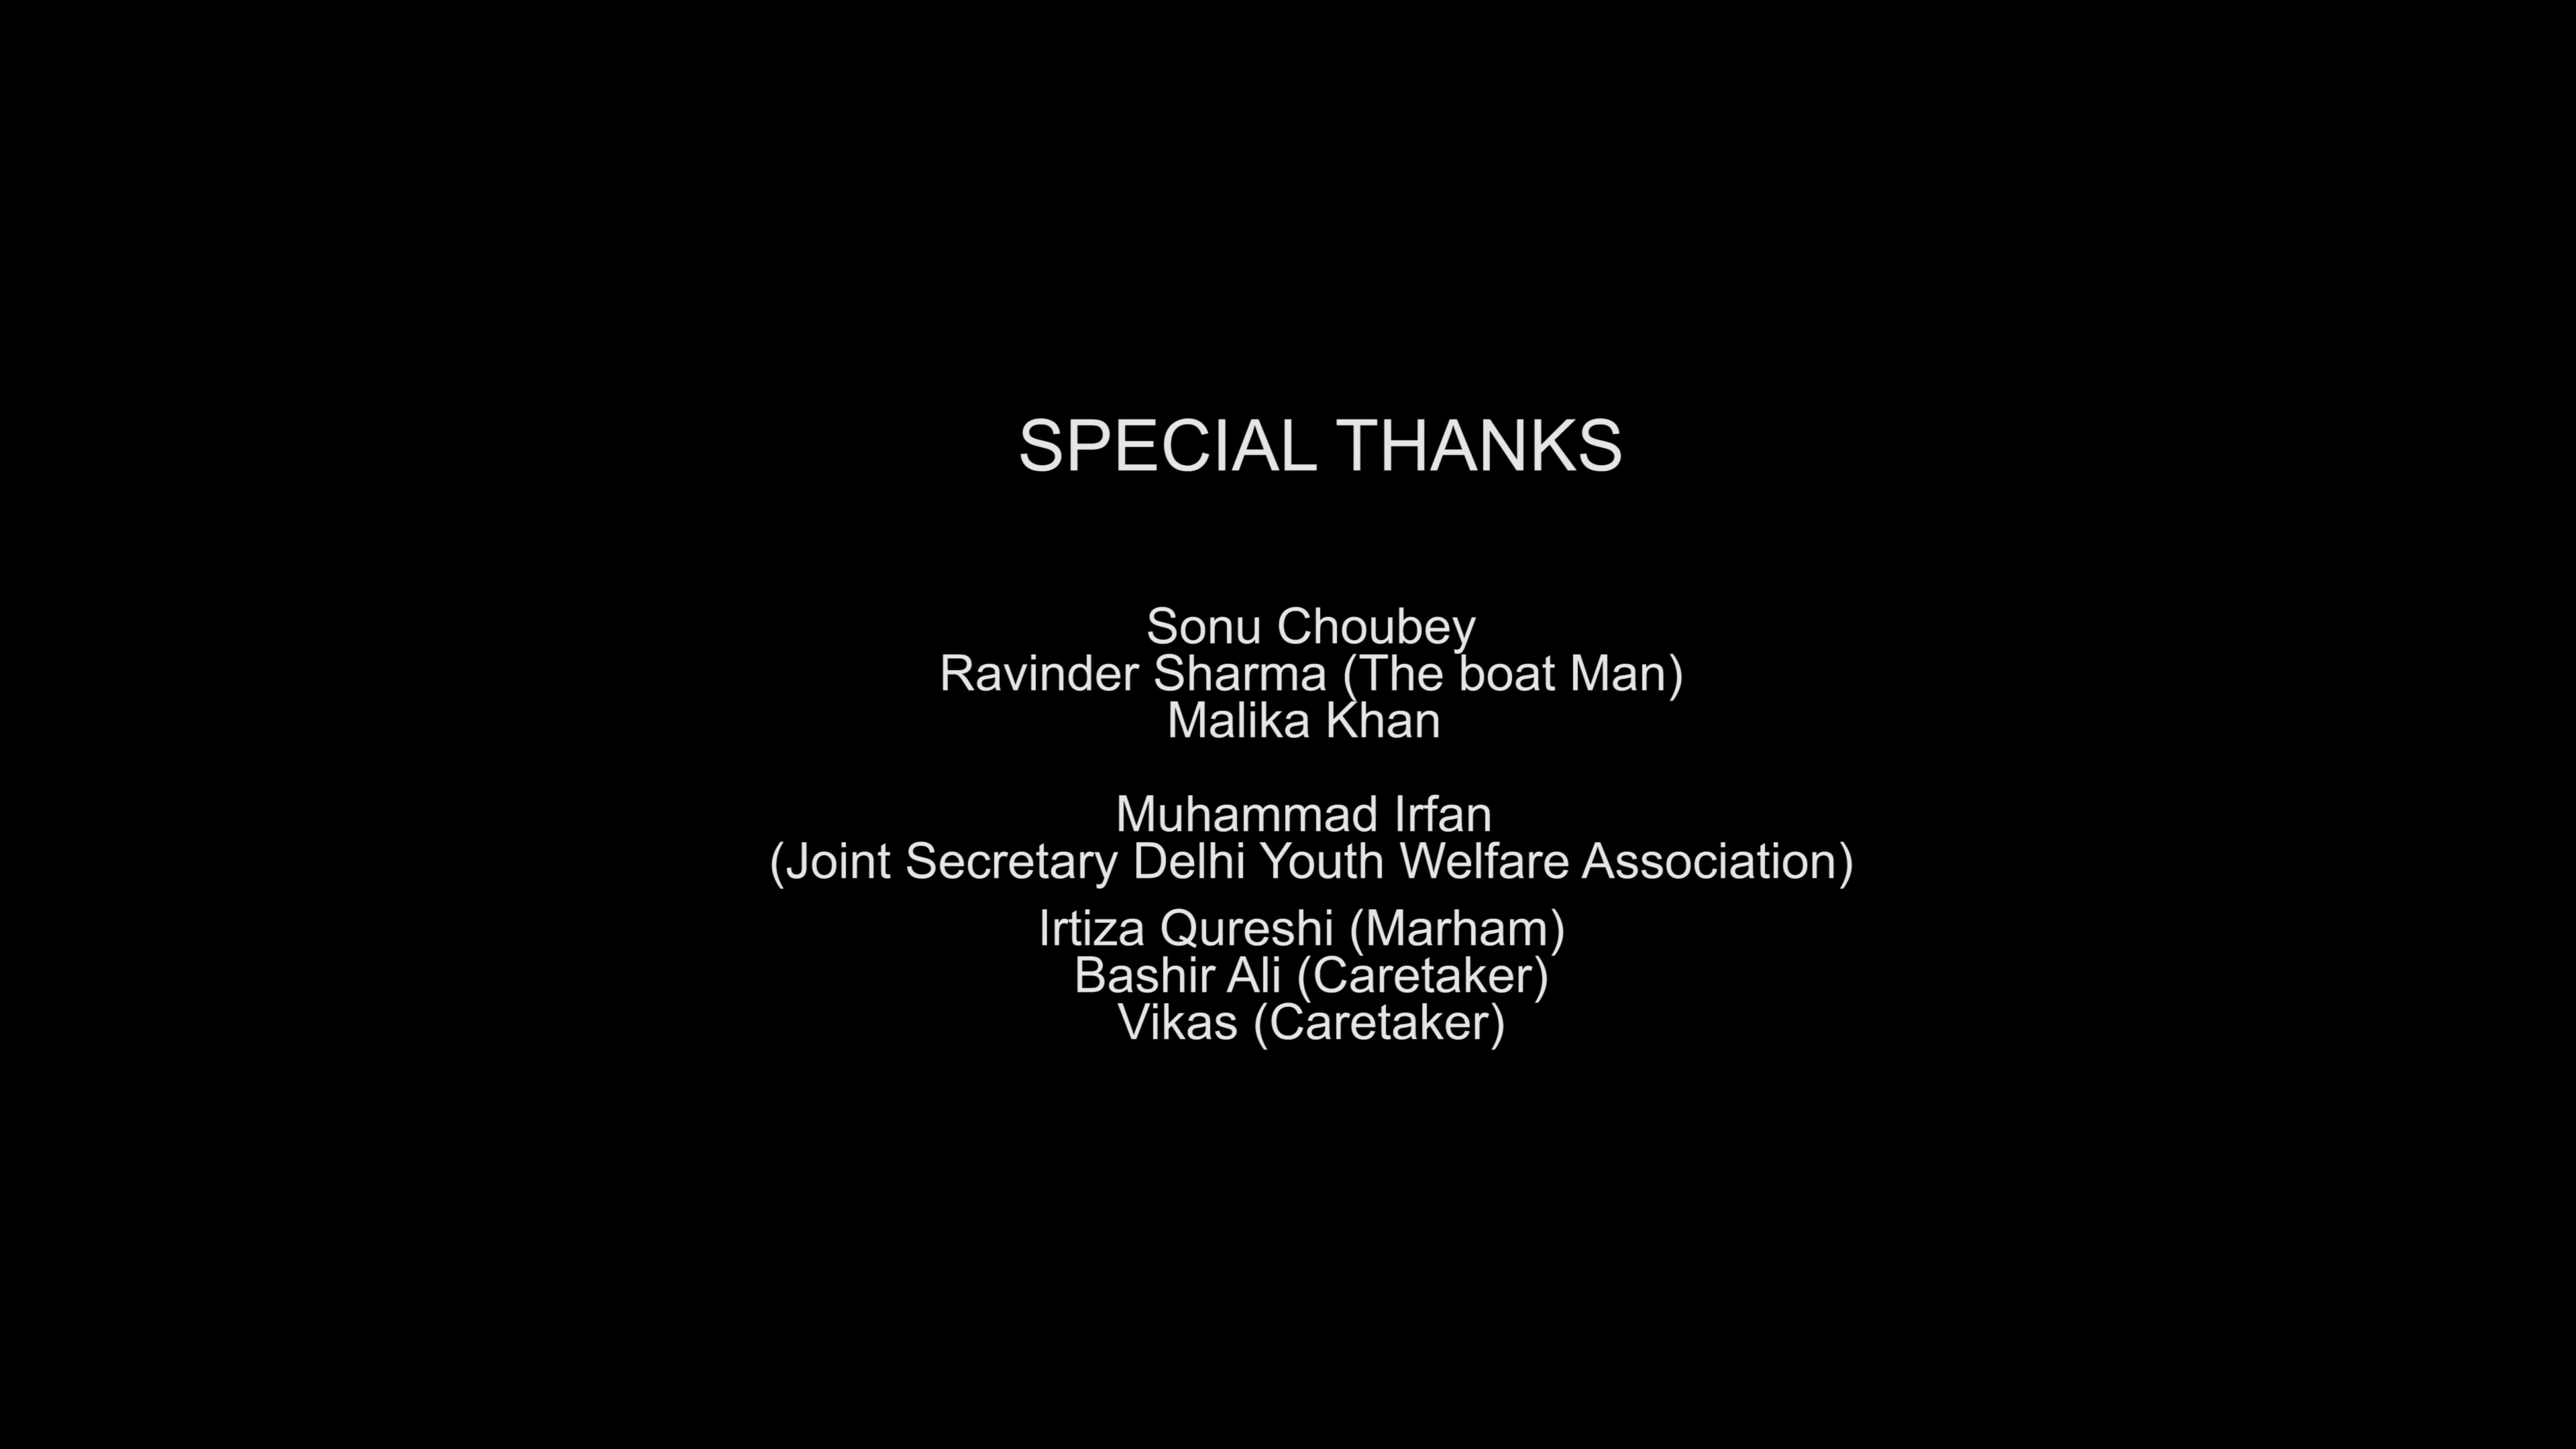 SPECIAL THANKS
Sonu Choubey
Ravinder Sharma (The boat Man)
Malika Khan
Muhammad Irfan
(Joint Secretary Delhi Youth Welfare Association)
Irtiza Qureshi (Marham)
Bashir Ali (Caretaker)
Vikas (Caretaker)